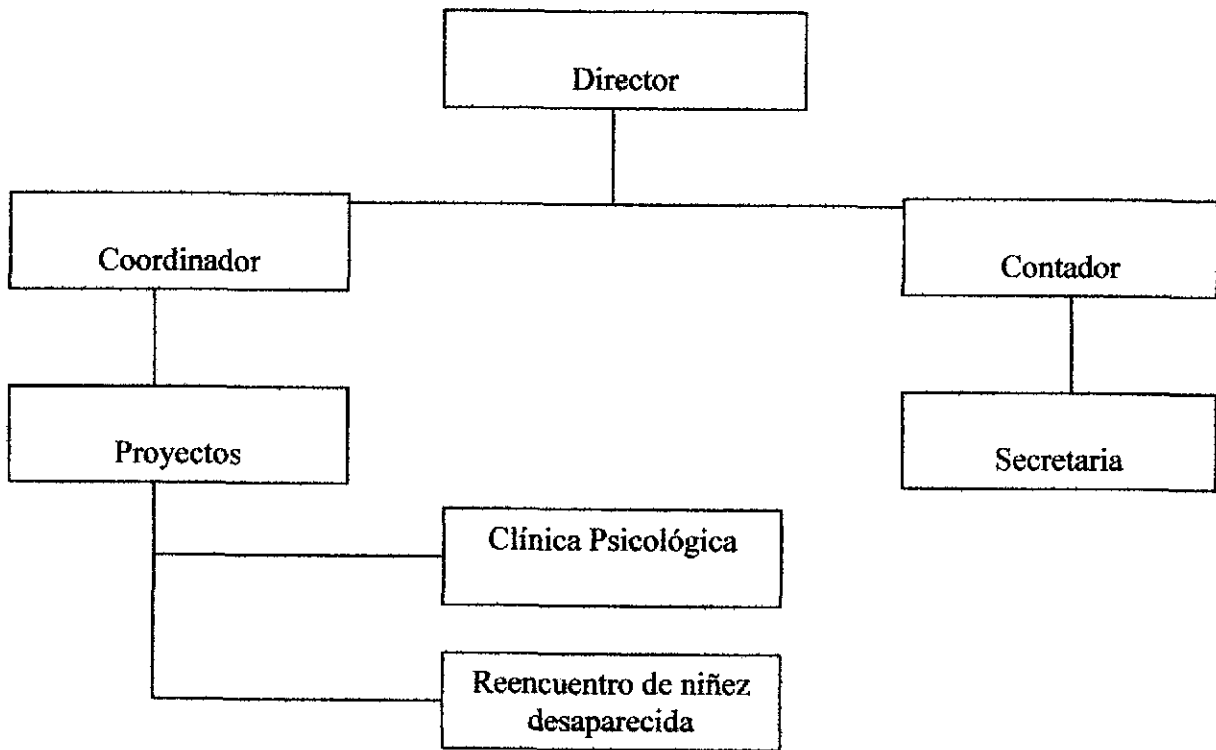 Director
Coordinador
Contador
Proyectos
Secretaria
Clínica Psicológica
Reencuentro de niñez
desaparecida